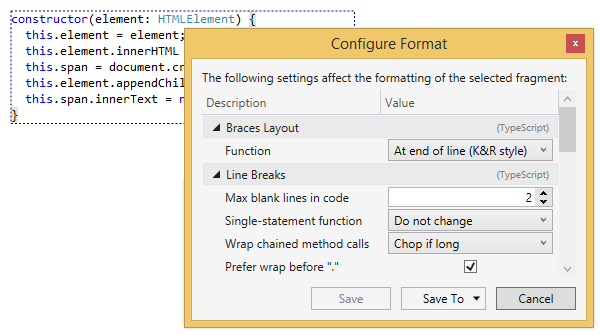 constructor(element: HTMLElement) {
this.element = element;
this.element.innerHTML
this.span = document.cr
this.element.appendChil
this.span.innerText = n
}
Configure Format
The following settings affect the formatting of the selected fragment:
Description Value
Braces Layout (TypeScript)
Function At end of line (K&R style)
Line Breaks (TypeScript)
Max blank lines in code 2
Single-statement function Do not change
Wrap chained method calls Chop if long
Prefer wrap before "."
Save Save To Cancel